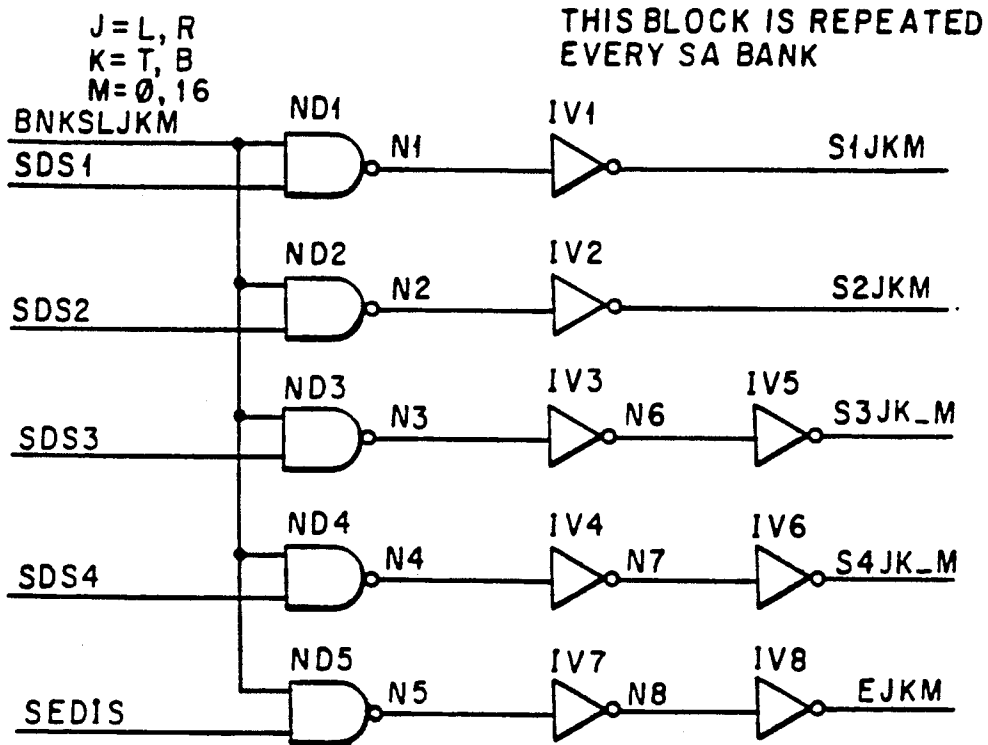 J=L, R
K=T, B
M=Ø, 16
THIS BLOCK IS REPEATED
EVERY SA BANK
BNKSLJKM
ND1
N1
IV1
S1JKM
SDS1
ND2
N2
IV2
S2JKM
SDS2
ND3
N3
IV3
N6
IV5
S3JK_M
SDS3
ND4
N4
IV4
N7
IV6
S4JK_M
SDS4
ND5
N5
IV7
N8
IV8
EJKM
SEDIS